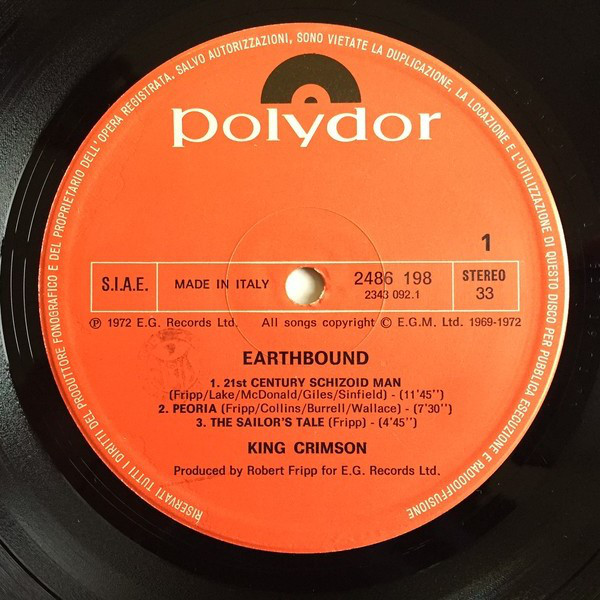 RISERVATI TUTTI I DIRITTI DEL PRODUTTORE FONOGRAFICO E DEL PROPRIETARIO DELL'OPERA REGISTRATA. SALVO AUTORIZZAZIONI, SONO VIETATE LA DUPLICAZIONE, LA LOCAZIONE E L'UTILIZZAZIONE DI QUESTO DISCO PER PUBBLICA ESECUZIONE E RADIODIFFUSIONE
polydor
1
S.I.A.E.
MADE IN ITALY
2486 198
2343 092.1
STEREO
33
℗ 1972 E.G. Records Ltd. All songs copyright © E.G.M. Ltd. 1969-1972
EARTHBOUND
1. 21st CENTURY SCHIZOID MAN
(Fripp/Lake/McDonald/Giles/Sinfield) - (11'45'')
2. PEORIA (Fripp/Collins/Burrell/Wallace) - (7'30'')
3. THE SAILOR'S TALE (Fripp) - (4'45'')
KING CRIMSON
Produced by Robert Fripp for E.G. Records Ltd.